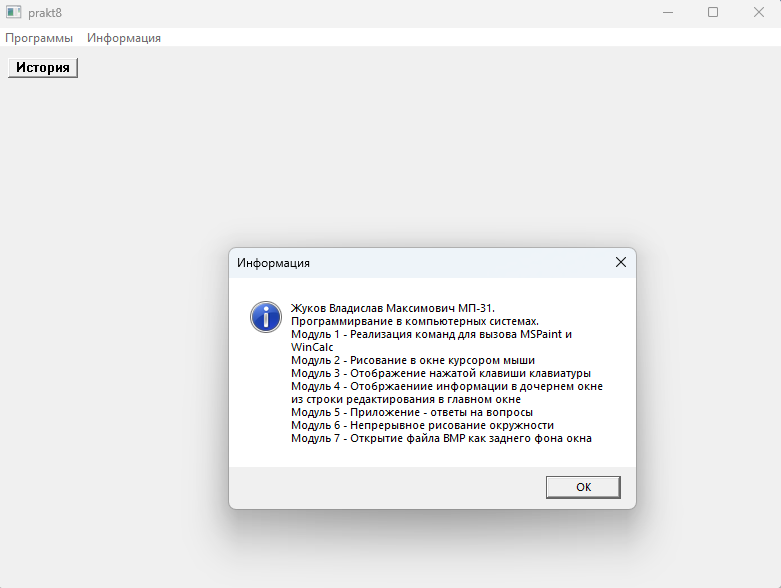 prakt8
Программы Информация
История
Информация
Жуков Владислав Максимович МП-31.
Программирвание в компьютерных системах.
Модуль 1 - Реализация команд для вызова MSPaint и
WinCalc
Модуль 2 - Рисование в окне курсором мыши
Модуль 3 - Отображение нажатой клавиши клавиатуры
Модуль 4 - Отобржаениие информации в дочернем окне
из строки редактирования в главном окне
Модуль 5 - Приложение - ответы на вопросы
Модуль 6 - Непрерывное рисование окружности
Модуль 7 - Открытие файла BMP как заднего фона окна
ОК